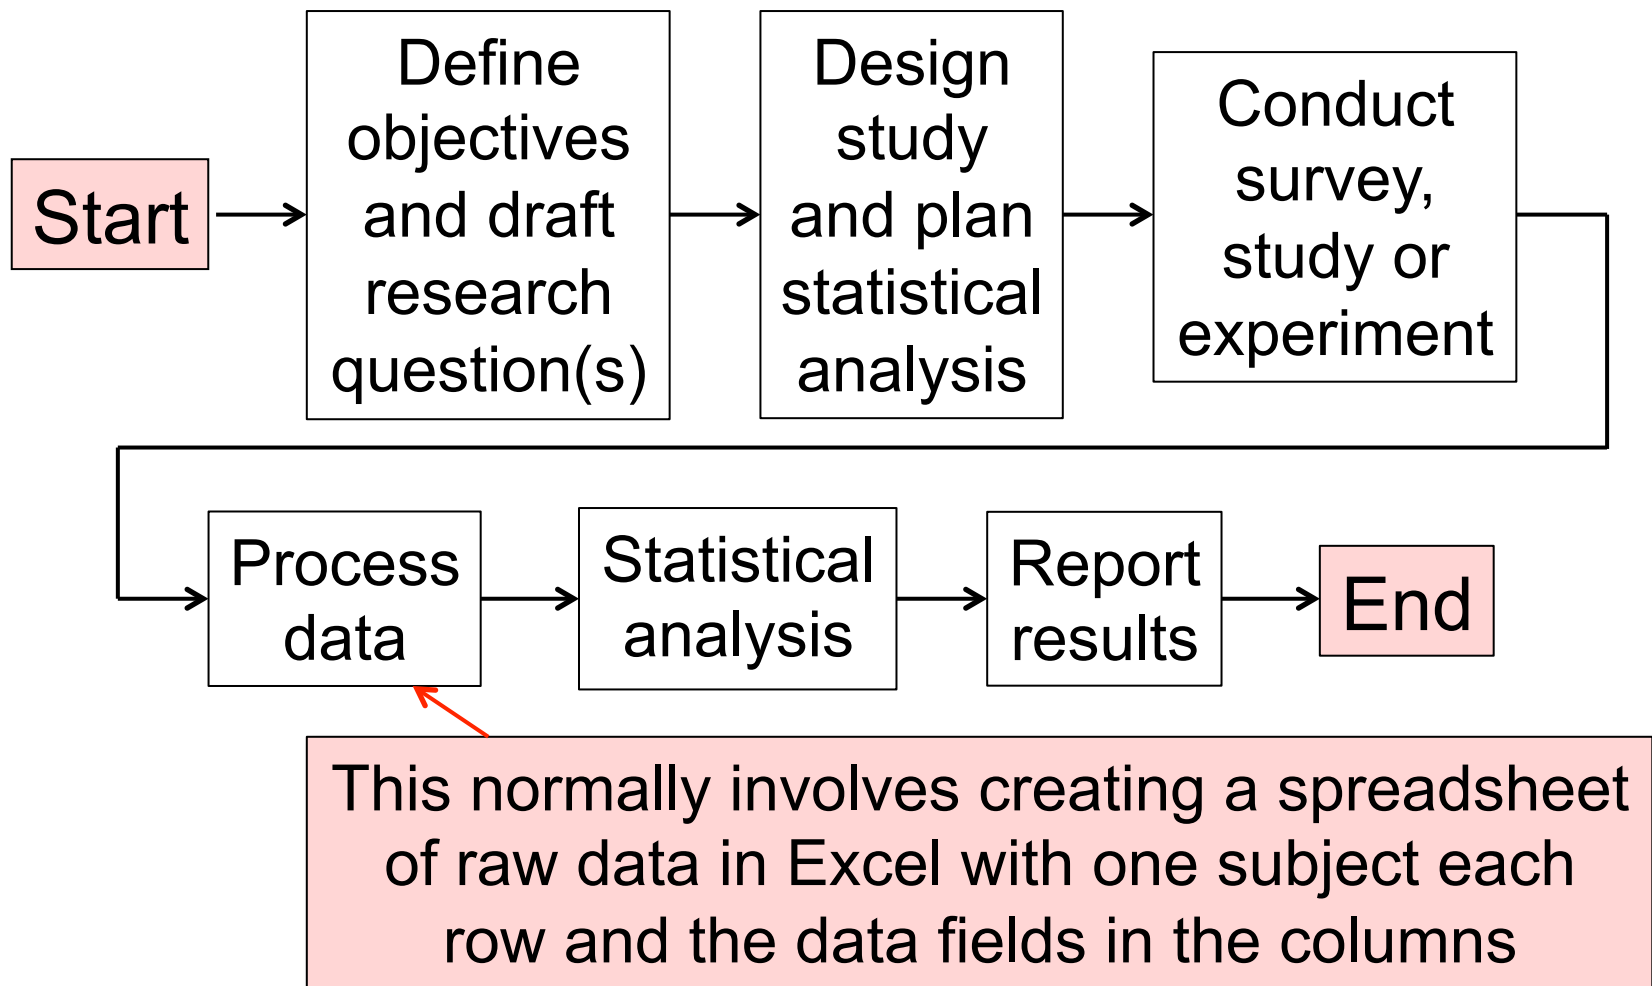 Start
Define
objectives
and draft
research
question(s)
Design
study
and plan
statistical
analysis
Conduct
survey,
study or
experiment
Process
data
Statistical
analysis
Report
results
End
This normally involves creating a spreadsheet
of raw data in Excel with one subject each
row and the data fields in the columns